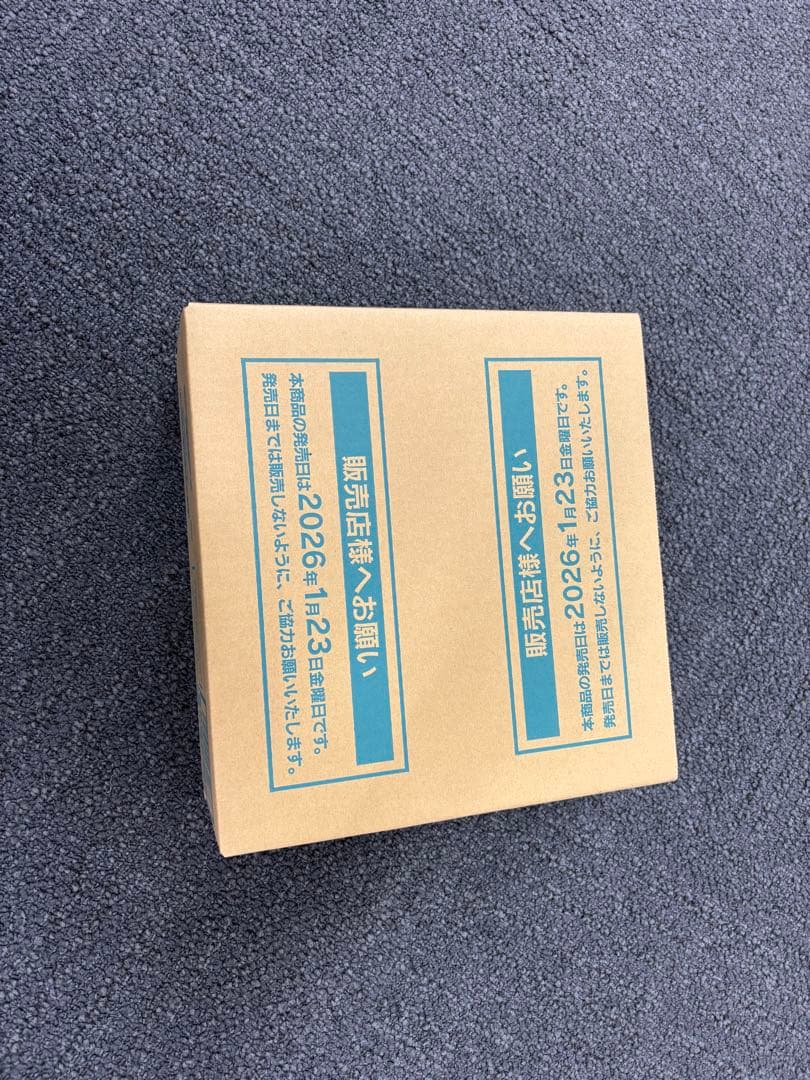 販売店様へお願い
本商品の発売日は2026年1月23日金曜日です。
発売日までは販売しないように、ご協力お願いいたします。
販売店様へお願い
本商品の発売日は2026年1月23日金曜日です。
発売日までは販売しないように、ご協力お願いいたします。